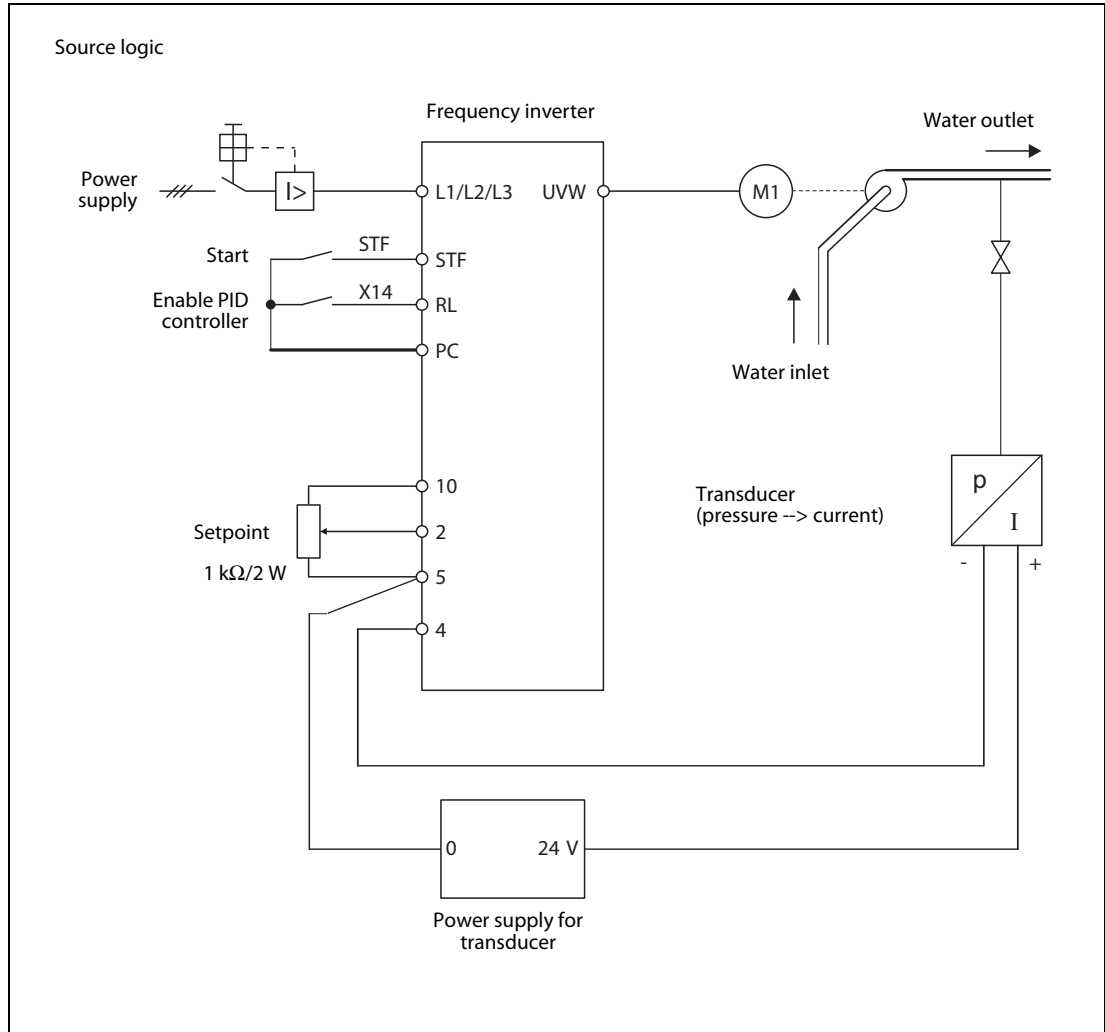 Source logic
Frequency inverter
Water outlet
Power
supply
I>
L1/L2/L3
UVW
M1
Start
STF
STF
Enable PID
controller
X14
RL
PC
Water inlet
10
Setpoint
2
1 kΩ/2 W
5
4
Transducer
(pressure --> current)
p
I
-
+
0
24 V
Power supply for
transducer